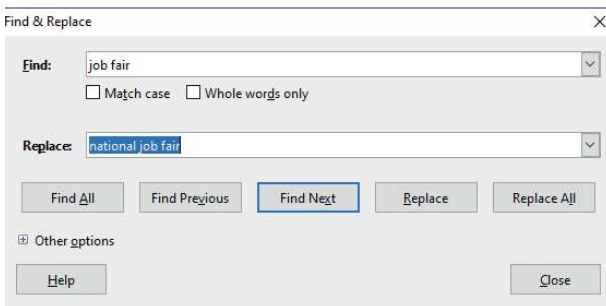 Find & Replace
Find: job fair
Match case Whole words only
Replace: national job fair
Find All Find Previous Find Next Replace Replace All
Other options
Help Close